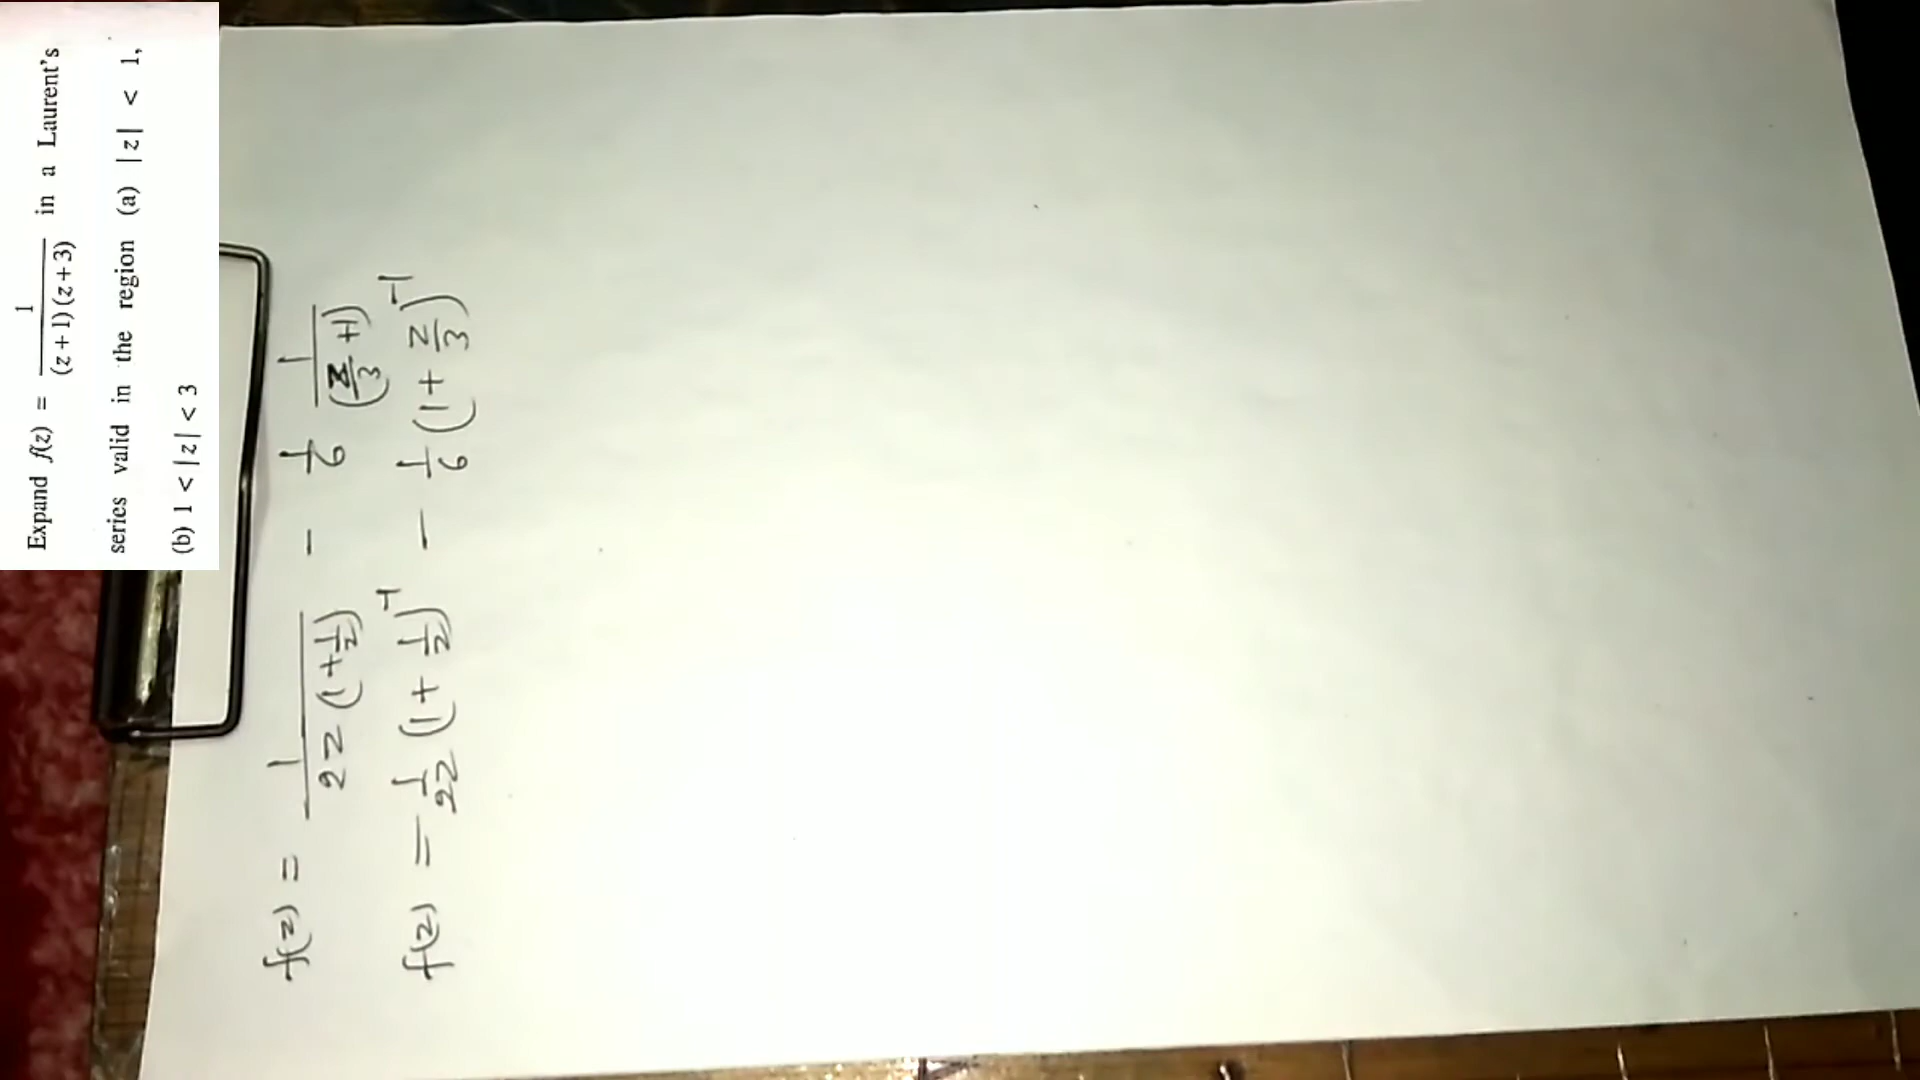 Expand f(z) = 1/((z+1)(z+3)) in a Laurent's
series valid in the region (a) |z| < 1,
(b) 1 < |z| < 3
f(z) = 1/(2z(1+1/z)) - 1/6 1/(z/3+1)
f(z) = 1/2z (1+1/z)^-1 - 1/6 (1+z/3)^-1